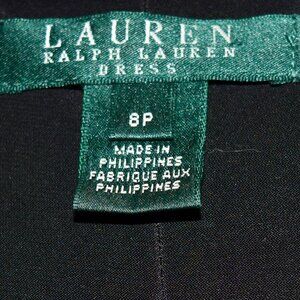 LAUREN
RALPH LAUREN
DRESS
8P
MADE IN
PHILIPPINES
FABRIQUE AUX
PHILIPPINES